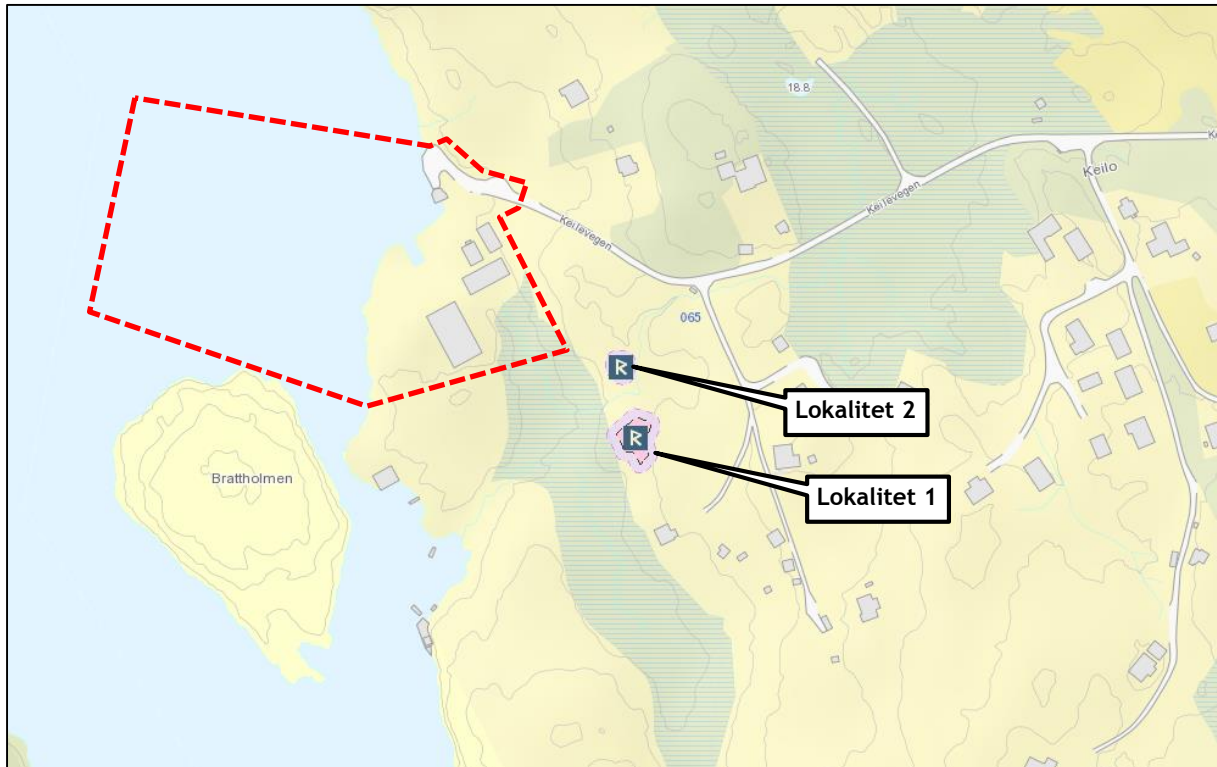 18.8
Keilo
Keilevegen
Keilevegen
065
R
Lokalitet 2
R
Brattholmen
Lokalitet 1